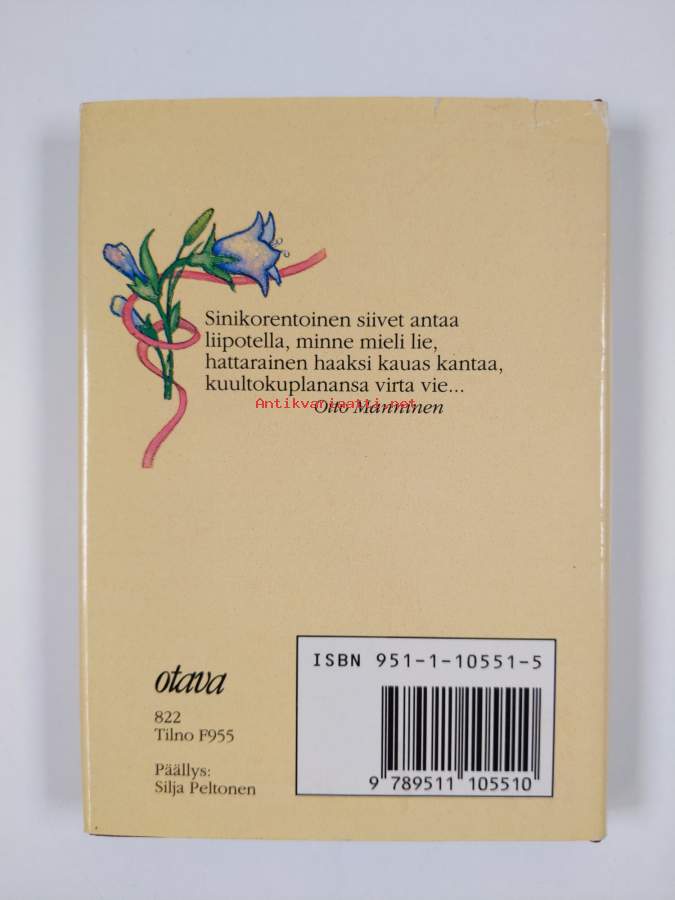 Sinikorentoinen siivet antaa
liipotella, minne mieli lie,
hattarainen haaksi kauas kantaa,
kuultokuplanansa virta vie...
Otto Manninen
Antikvariaatti.net
otava
822
Tilno F955
Päällys:
Silja Peltonen
ISBN 951-1-10551-5
9 789511 105510